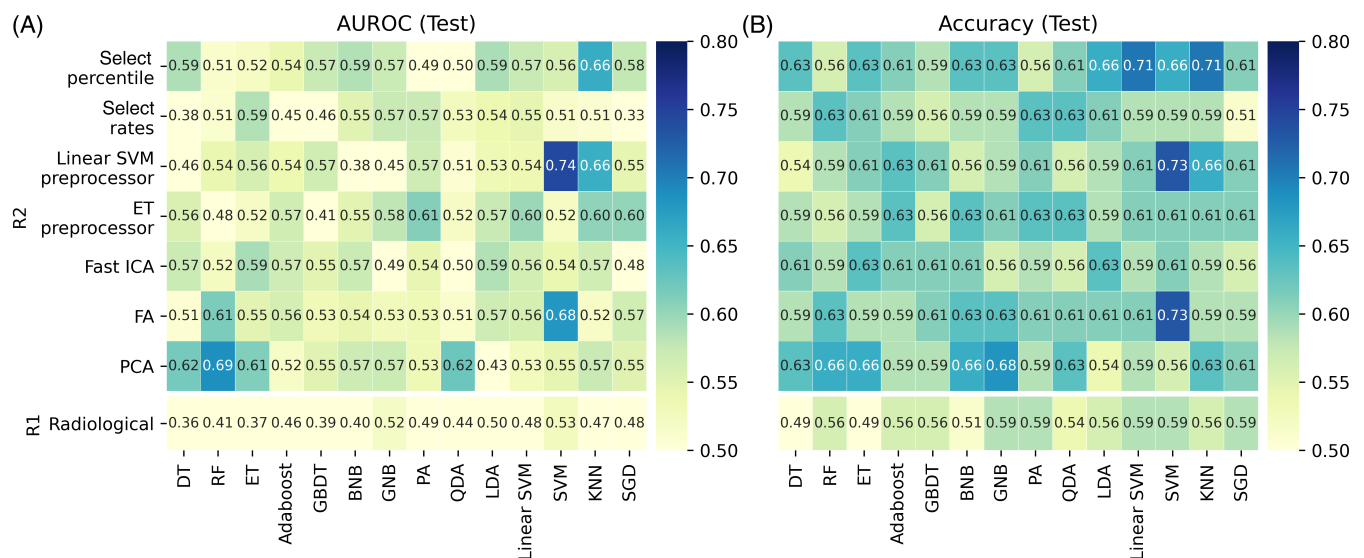 (A)
AUROC (Test)
Select
percentile
0.59 0.51 0.52 0.54 0.57 0.59 0.57 0.49 0.50 0.59 0.57 0.56 0.66 0.58
Select
rates
0.38 0.51 0.59 0.45 0.46 0.55 0.57 0.57 0.53 0.54 0.55 0.51 0.51 0.33
Linear SVM
preprocessor
0.46 0.54 0.56 0.54 0.57 0.38 0.45 0.57 0.51 0.53 0.54 0.74 0.66 0.55
ET
preprocessor
0.56 0.48 0.52 0.57 0.41 0.55 0.58 0.61 0.52 0.57 0.60 0.52 0.60 0.60
Fast ICA
0.57 0.52 0.59 0.57 0.55 0.57 0.49 0.54 0.50 0.59 0.56 0.54 0.57 0.48
FA
0.51 0.61 0.55 0.56 0.53 0.54 0.53 0.53 0.51 0.57 0.56 0.68 0.52 0.57
PCA
0.62 0.69 0.61 0.52 0.55 0.57 0.57 0.53 0.62 0.43 0.53 0.55 0.57 0.55
R2
R1
Radiological
0.36 0.41 0.37 0.46 0.39 0.40 0.52 0.49 0.44 0.50 0.48 0.53 0.47 0.48
DT
RF
ET
Adaboost
GBDT
BNB
GNB
PA
QDA
LDA
Linear SVM
SVM
KNN
SGD
0.80
0.75
0.70
0.65
0.60
0.55
0.50
(B)
Accuracy (Test)
0.63 0.56 0.63 0.61 0.59 0.63 0.63 0.56 0.61 0.66 0.71 0.66 0.71 0.61
0.59 0.63 0.61 0.59 0.56 0.59 0.61 0.63 0.63 0.61 0.59 0.59 0.59 0.51
0.54 0.59 0.61 0.63 0.61 0.56 0.59 0.61 0.56 0.59 0.61 0.73 0.66 0.61
0.59 0.56 0.59 0.63 0.56 0.63 0.61 0.63 0.63 0.59 0.61 0.61 0.61 0.61
0.61 0.59 0.63 0.61 0.61 0.61 0.56 0.59 0.56 0.63 0.59 0.61 0.59 0.56
0.59 0.63 0.59 0.59 0.61 0.63 0.63 0.61 0.61 0.61 0.61 0.73 0.59 0.59
0.63 0.66 0.66 0.59 0.59 0.66 0.68 0.59 0.63 0.54 0.59 0.56 0.63 0.61
0.49 0.56 0.49 0.56 0.56 0.51 0.59 0.59 0.54 0.56 0.59 0.59 0.56 0.59
DT
RF
ET
Adaboost
GBDT
BNB
GNB
PA
QDA
LDA
Linear SVM
SVM
KNN
SGD
0.80
0.75
0.70
0.65
0.60
0.55
0.50